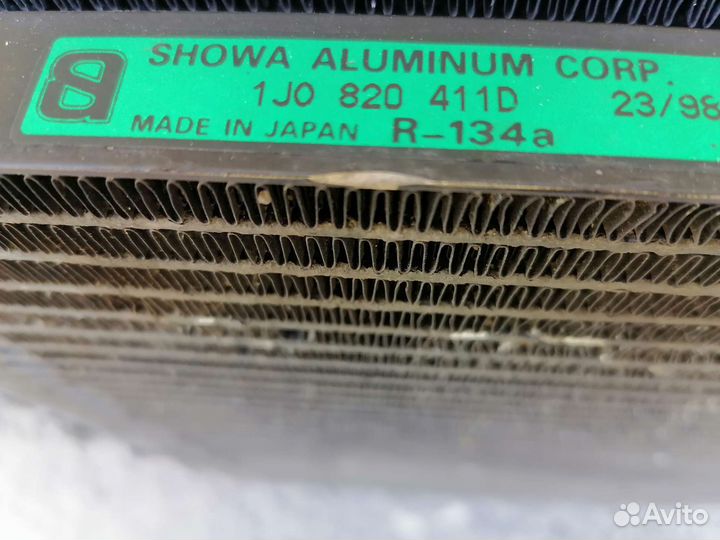 SHOWA ALUMINUM CORP.
1J0 820 411D 23/98
MADE IN JAPAN R-134a
Avito